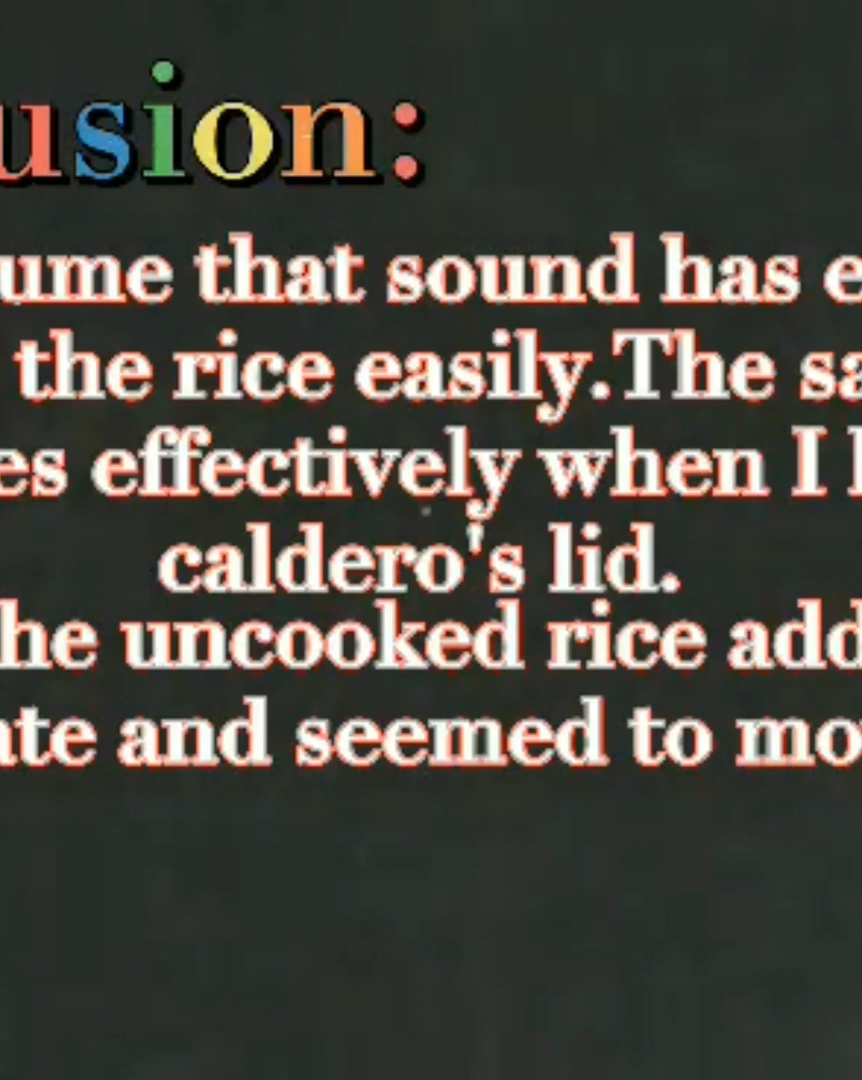 usion:
ume that sound has e
the rice easily.The sa
es effectively when I
caldero's lid.
he uncooked rice add
ate and seemed to mo